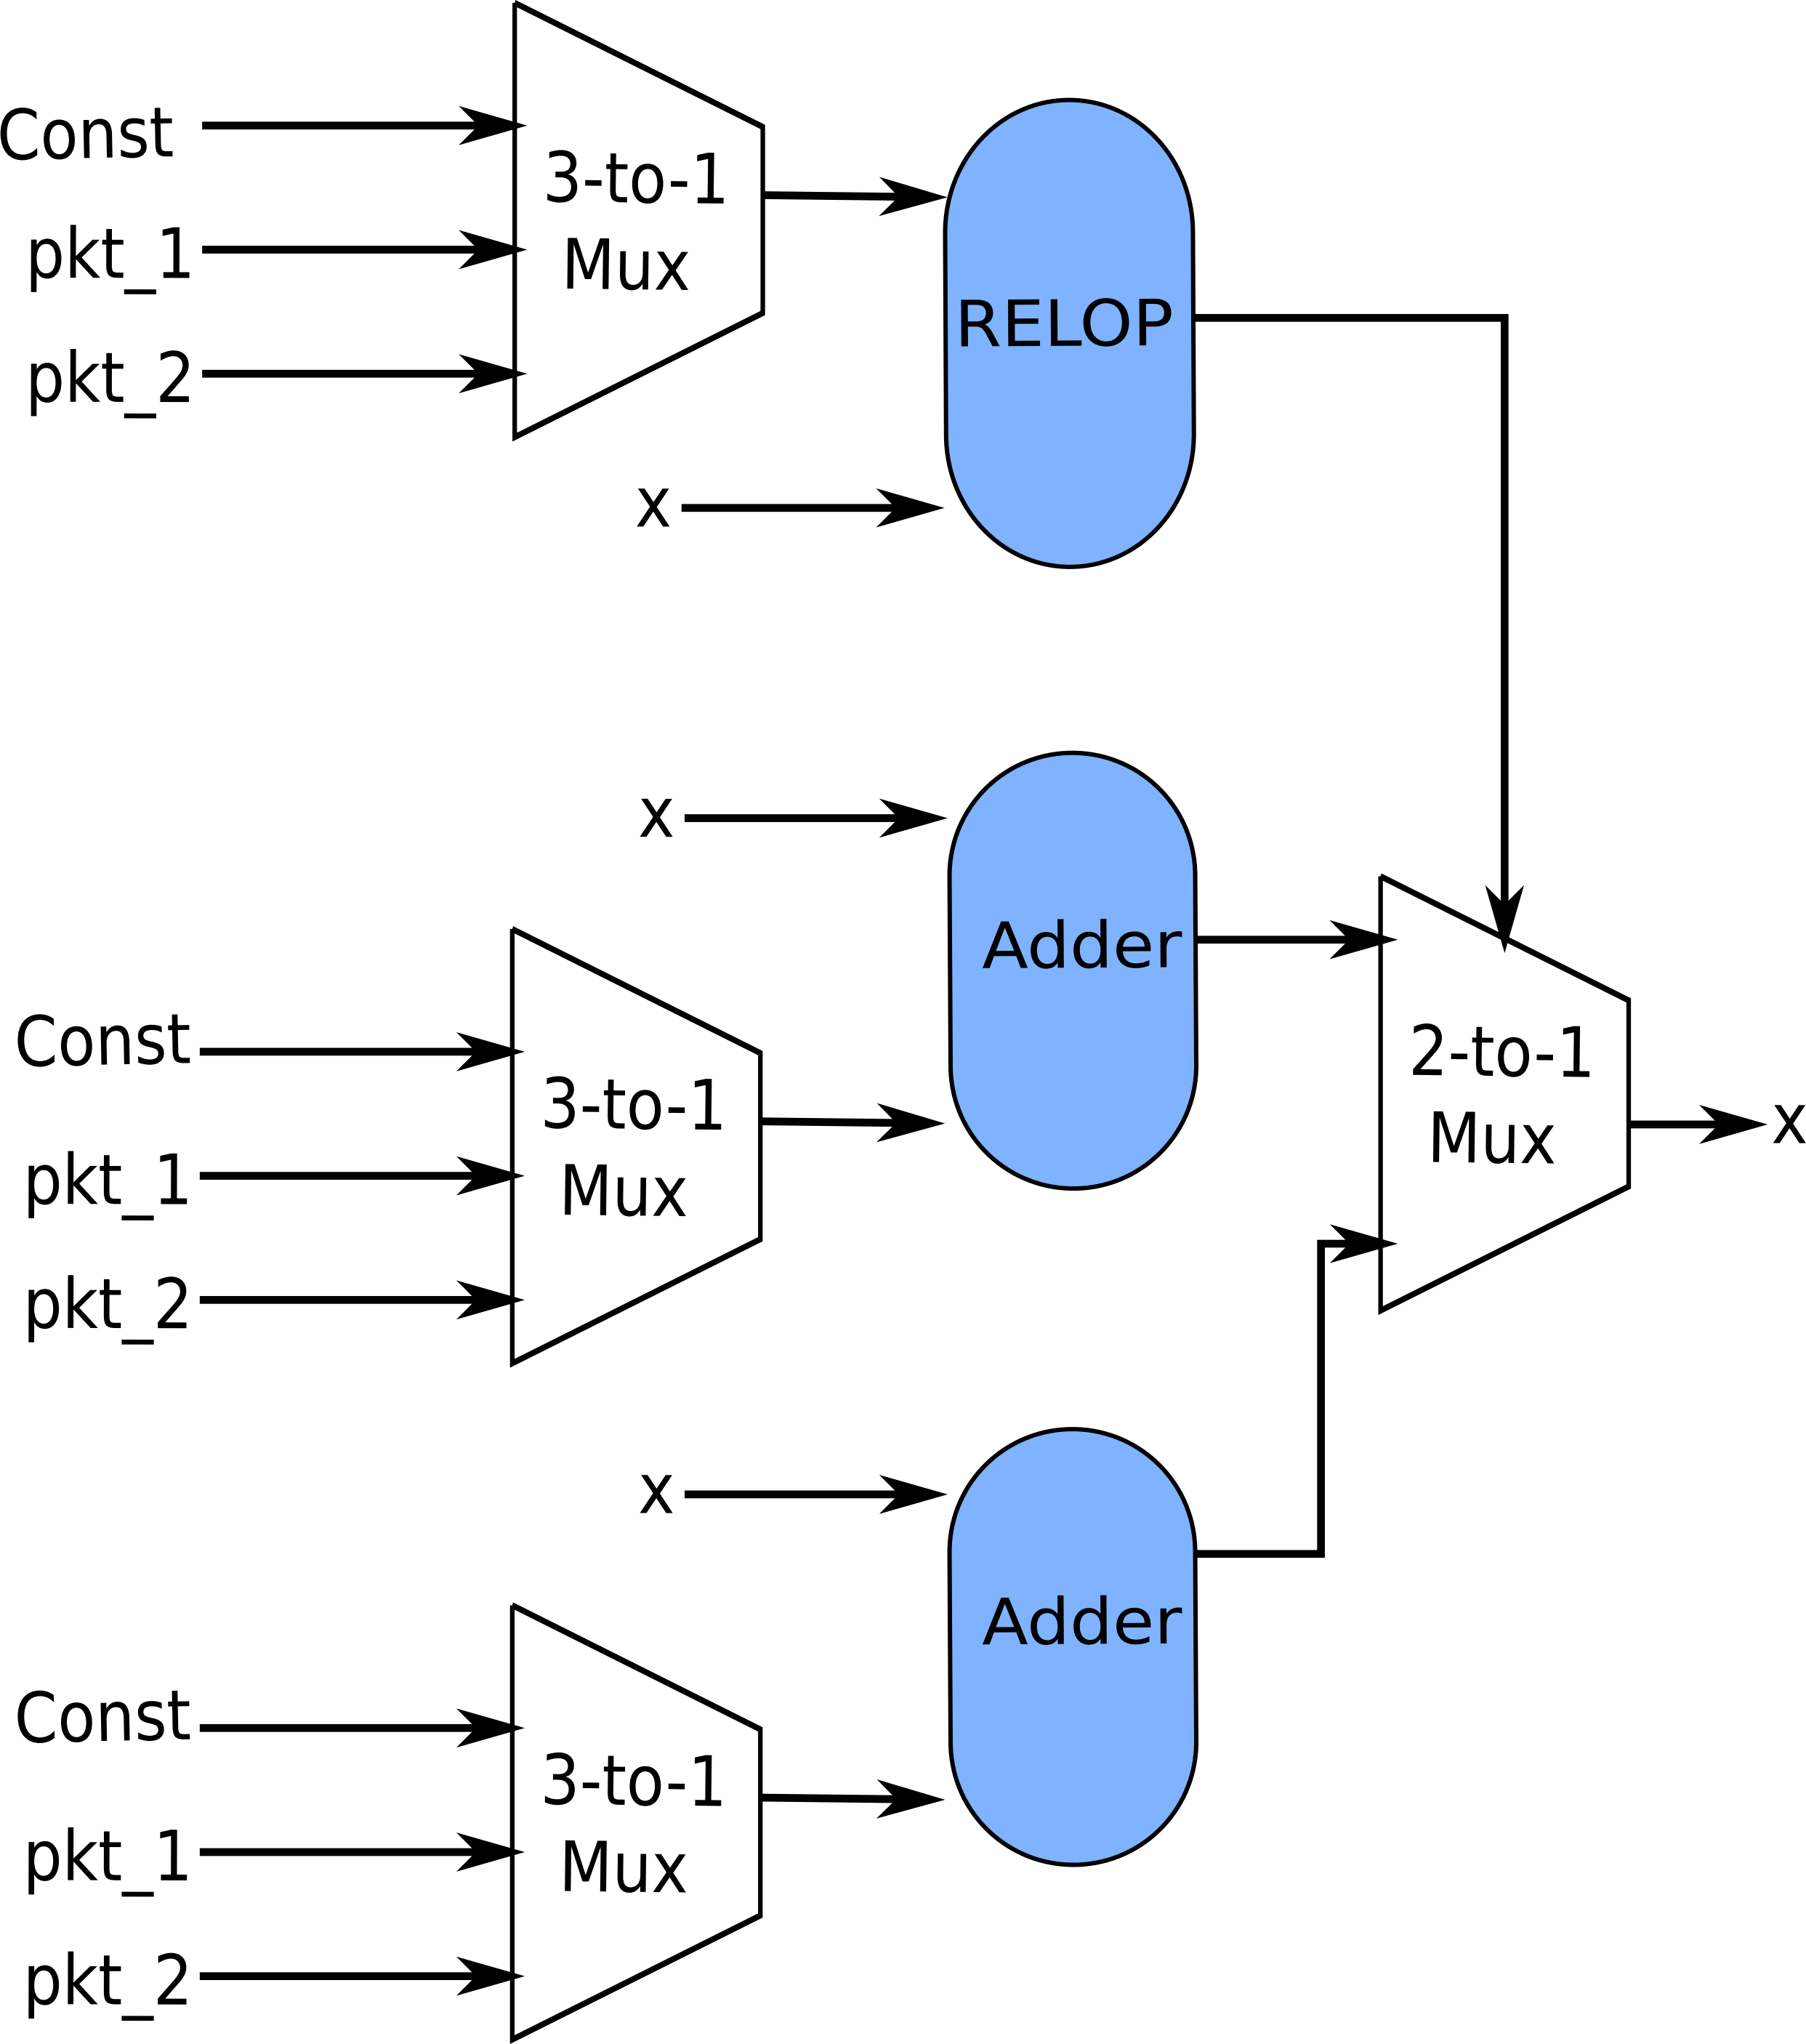 Const
pkt_1
pkt_2
3-to-1
Mux
x
RELOP
x
Const
pkt_1
pkt_2
3-to-1
Mux
Adder
2-to-1
Mux
x
x
Const
pkt_1
pkt_2
3-to-1
Mux
Adder